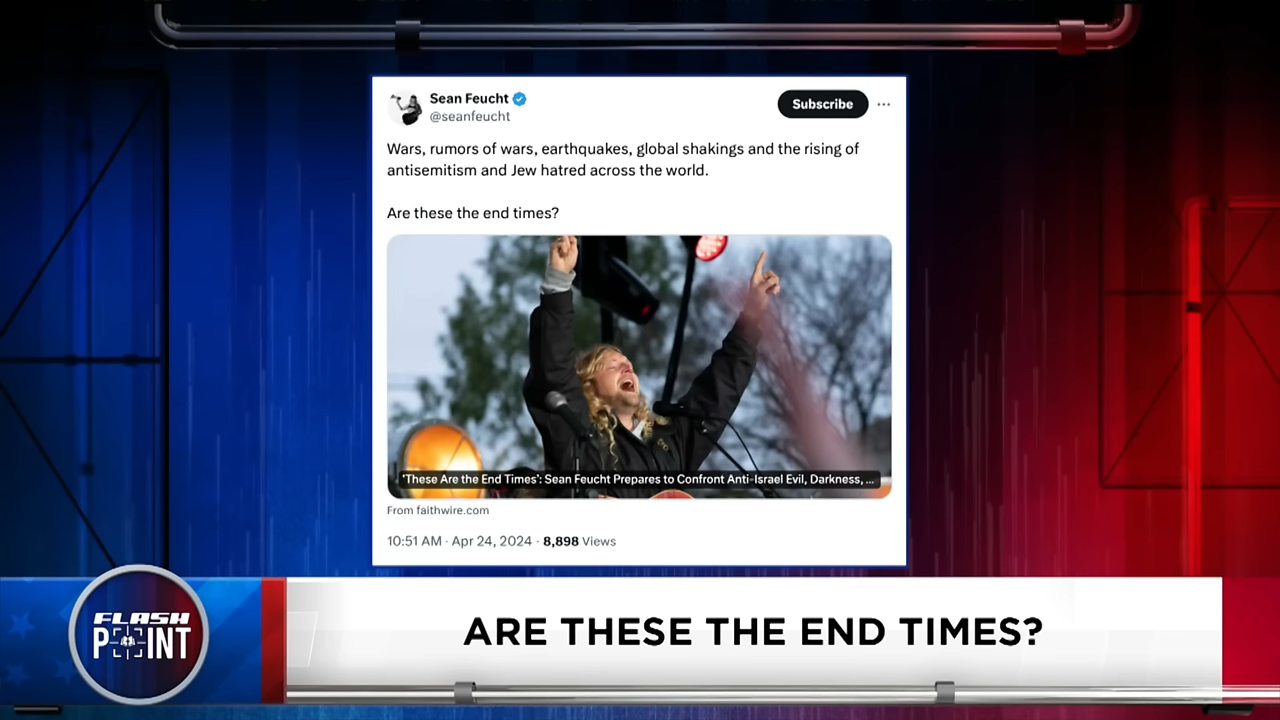 Sean Feucht
@seanfeucht
Subscribe
Wars, rumors of wars, earthquakes, global shakings and the rising of
antisemitism and Jew hatred across the world.
Are these the end times?
'These Are the End Times': Sean Feucht Prepares to Confront Anti-Israel Evil, Darkness, ...
From faithwire.com
10:51 AM · Apr 24, 2024 · 8,898 Views
FLASH
POINT
ARE THESE THE END TIMES?